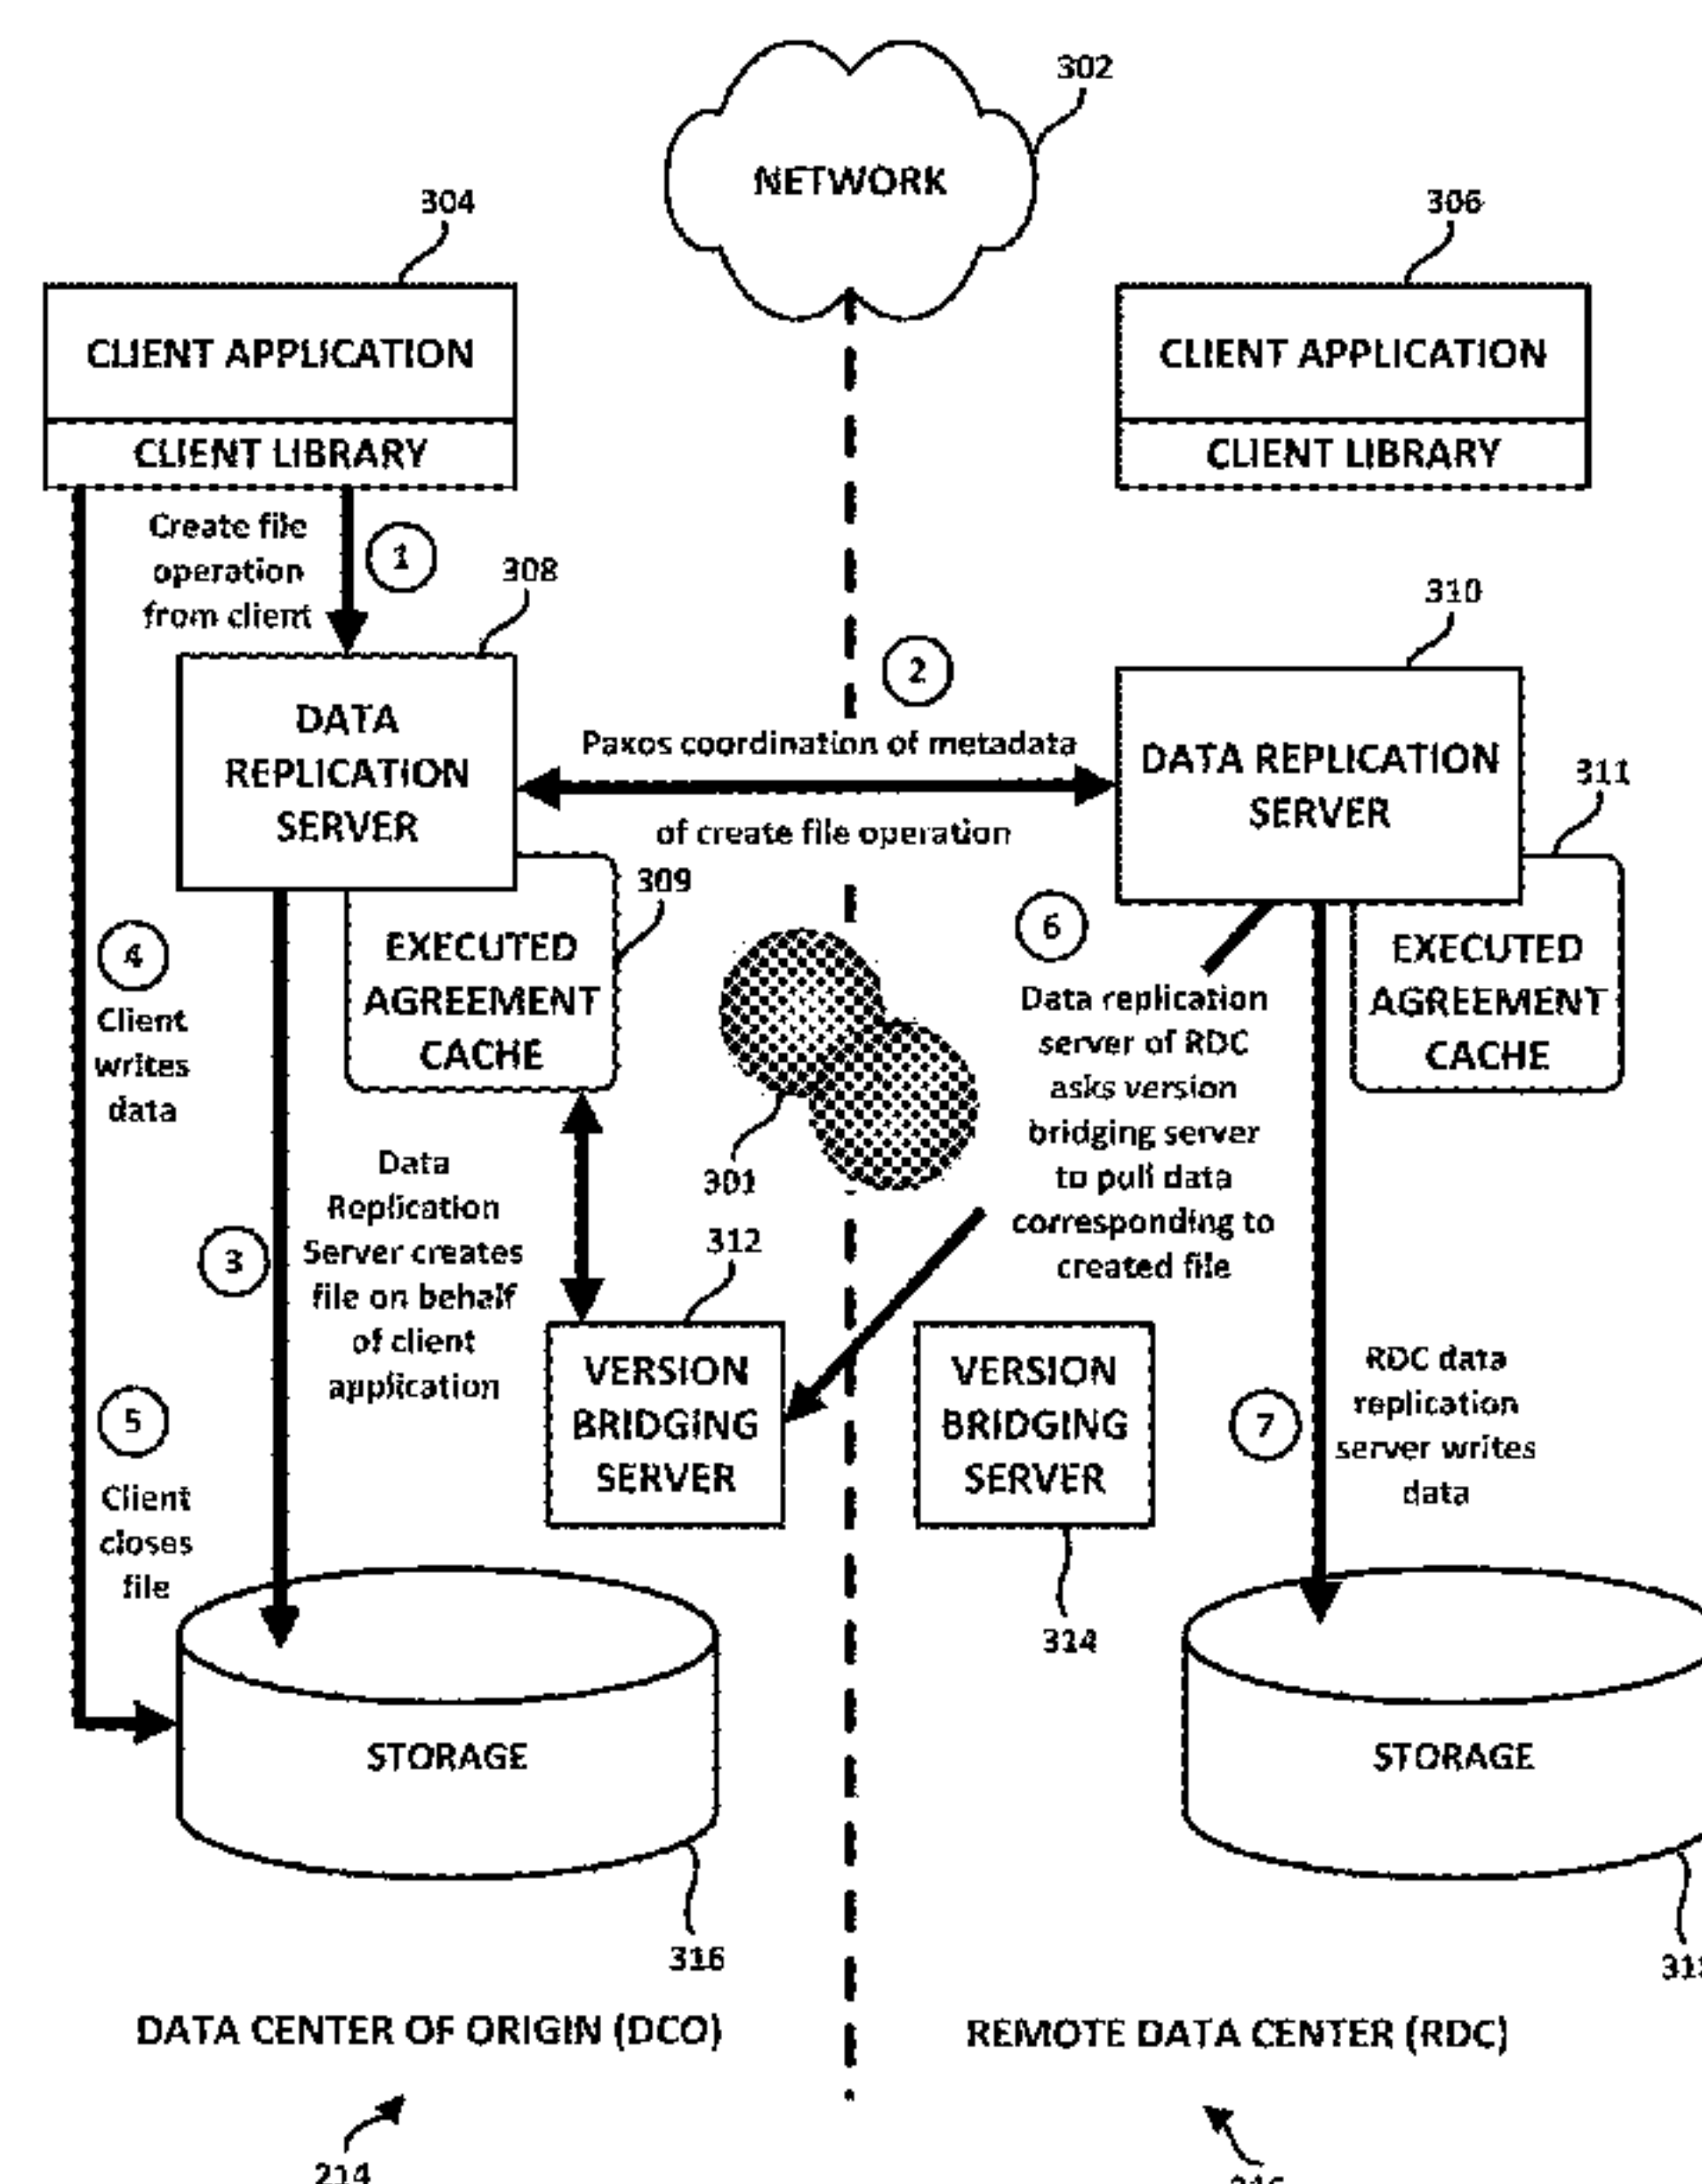 302
NETWORK
304
306
CLIENT APPLICATION
CLIENT LIBRARY
CLIENT APPLICATION
CLIENT LIBRARY
Create file
operation
from client
1
308
310
DATA
REPLICATION
SERVER
2
Paxos coordination of metadata
of create file operation
DATA REPLICATION
SERVER
311
309
EXECUTED
AGREEMENT
CACHE
EXECUTED
AGREEMENT
CACHE
4
Client
writes
data
6
Data replication
server of RDC
asks version
bridging server
to pull data
corresponding to
created file
301
3
Data
Replication
Server creates
file on behalf
of client
application
312
VERSION
BRIDGING
SERVER
VERSION
BRIDGING
SERVER
314
7
RDC data
replication
server writes
data
5
Client
closes
file
STORAGE
STORAGE
316
DATA CENTER OF ORIGIN (DCO)
REMOTE DATA CENTER (RDC)
214